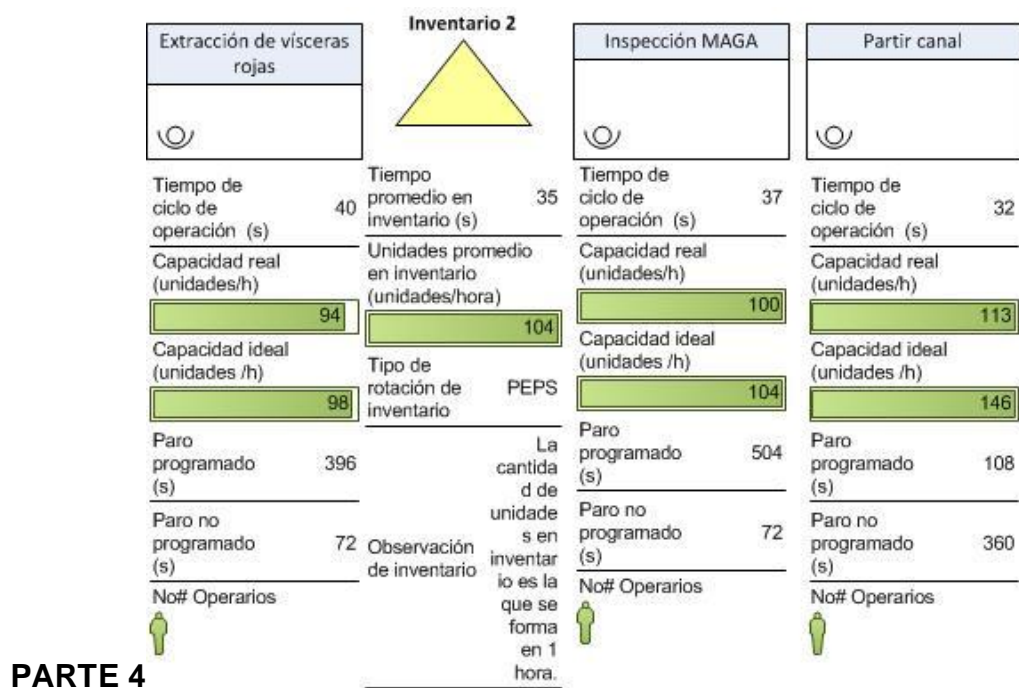 Extracción de vísceras
rojas
Tiempo de
ciclo de
operación (s)
40
Capacidad real
(unidades/h)
94
Capacidad ideal
(unidades /h)
98
Paro
programado
(s)
396
Paro no
programado
(s)
72
No# Operarios
Inventario 2
Tiempo
promedio en
inventario (s)
35
Unidades promedio
en inventario
(unidades/hora)
104
Tipo de
rotación de
inventario
PEPS
Observación
de inventario
La
cantida
d de
unidade
s en
inventar
io es la
que se
forma
en 1
hora.
Inspección MAGA
Tiempo de
ciclo de
operación (s)
37
Capacidad real
(unidades/h)
100
Capacidad ideal
(unidades /h)
104
Paro
programado
(s)
504
Paro no
programado
(s)
72
No# Operarios
Partir canal
Tiempo de
ciclo de
operación (s)
32
Capacidad real
(unidades/h)
113
Capacidad ideal
(unidades /h)
146
Paro
programado
(s)
108
Paro no
programado
(s)
360
No# Operarios
PARTE 4